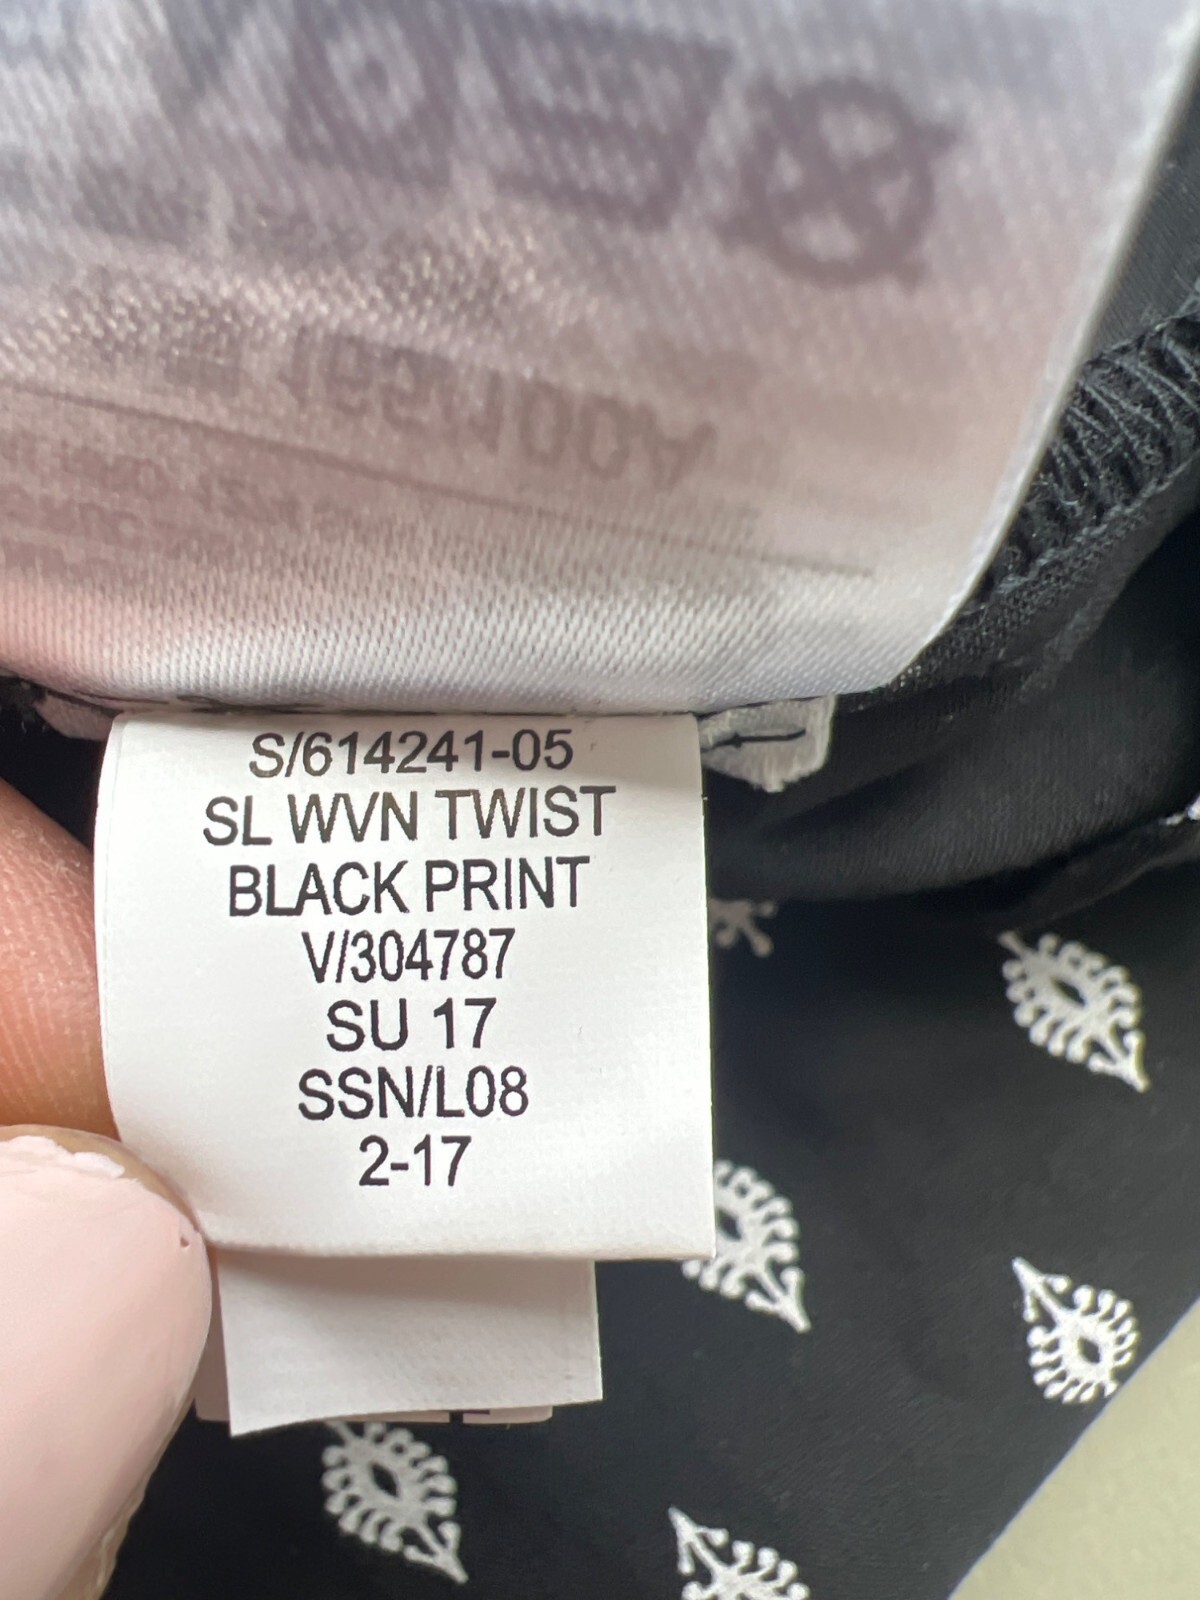 S/614241-05
SL WVN TWIST
BLACK PRINT
V/304787
SU 17
SSN/L08
2-17